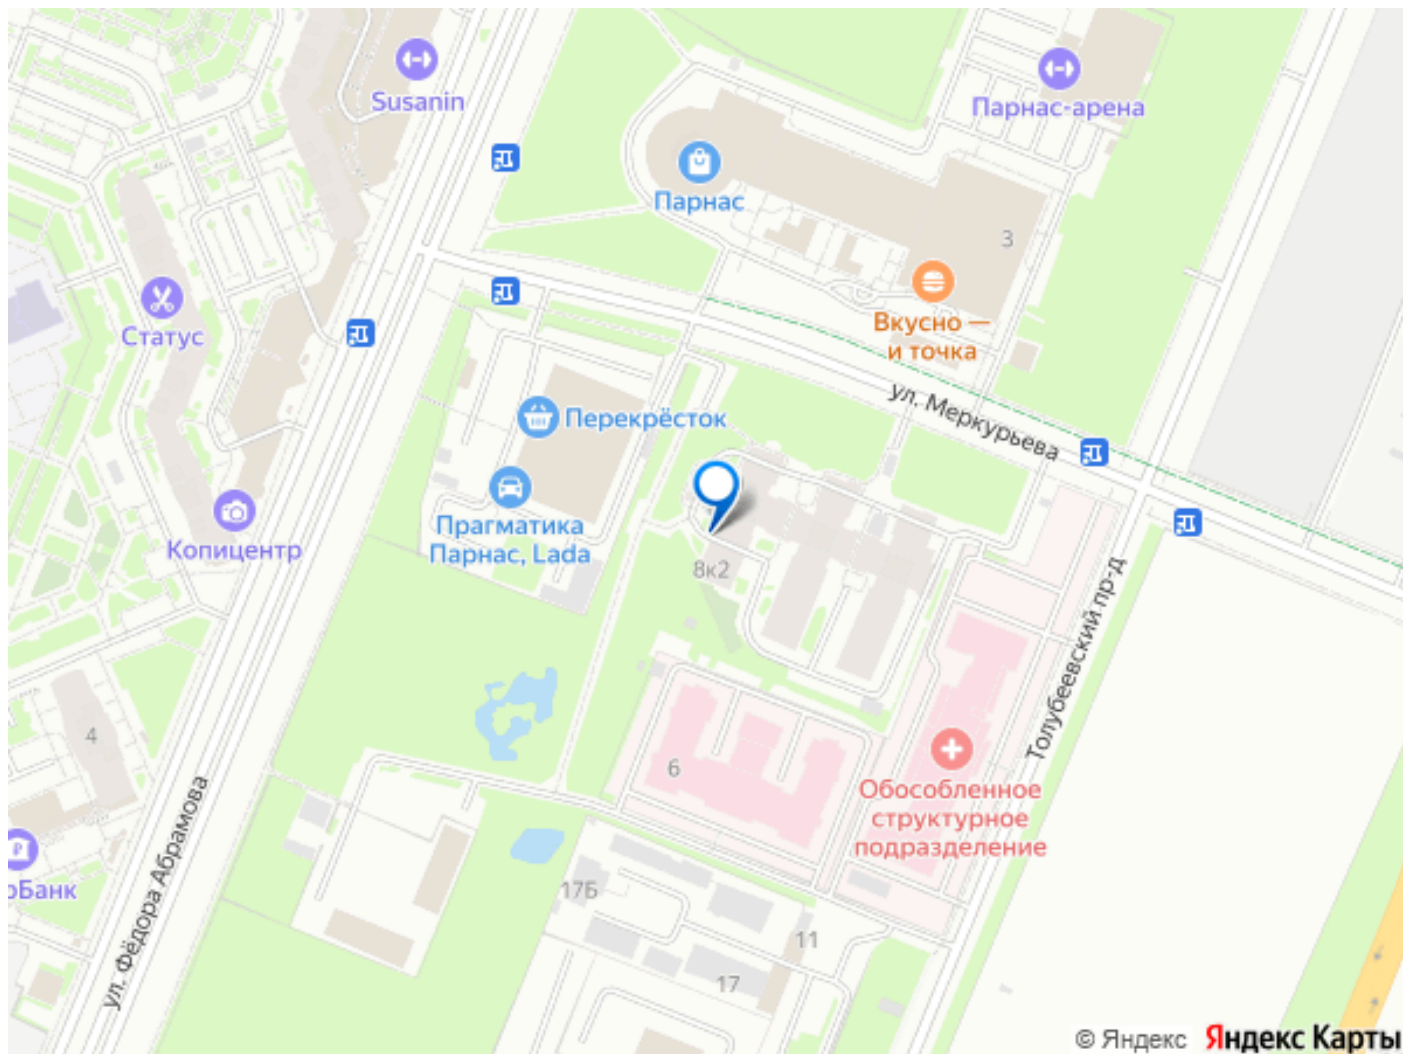 Susanin
Парнас-арена
Парнас
3
Вкусно —
и точка
Статус
ул. Меркурьева
Перекрёсток
Прагматика
Парнас, Lada
Копицентр
8к2
Толубеевский пр-д
4
6
Обособленное
структурное
подразделение
ул. Фёдора Абрамова
оБанк
17Б
11
17
© Яндекс Яндекс Карты